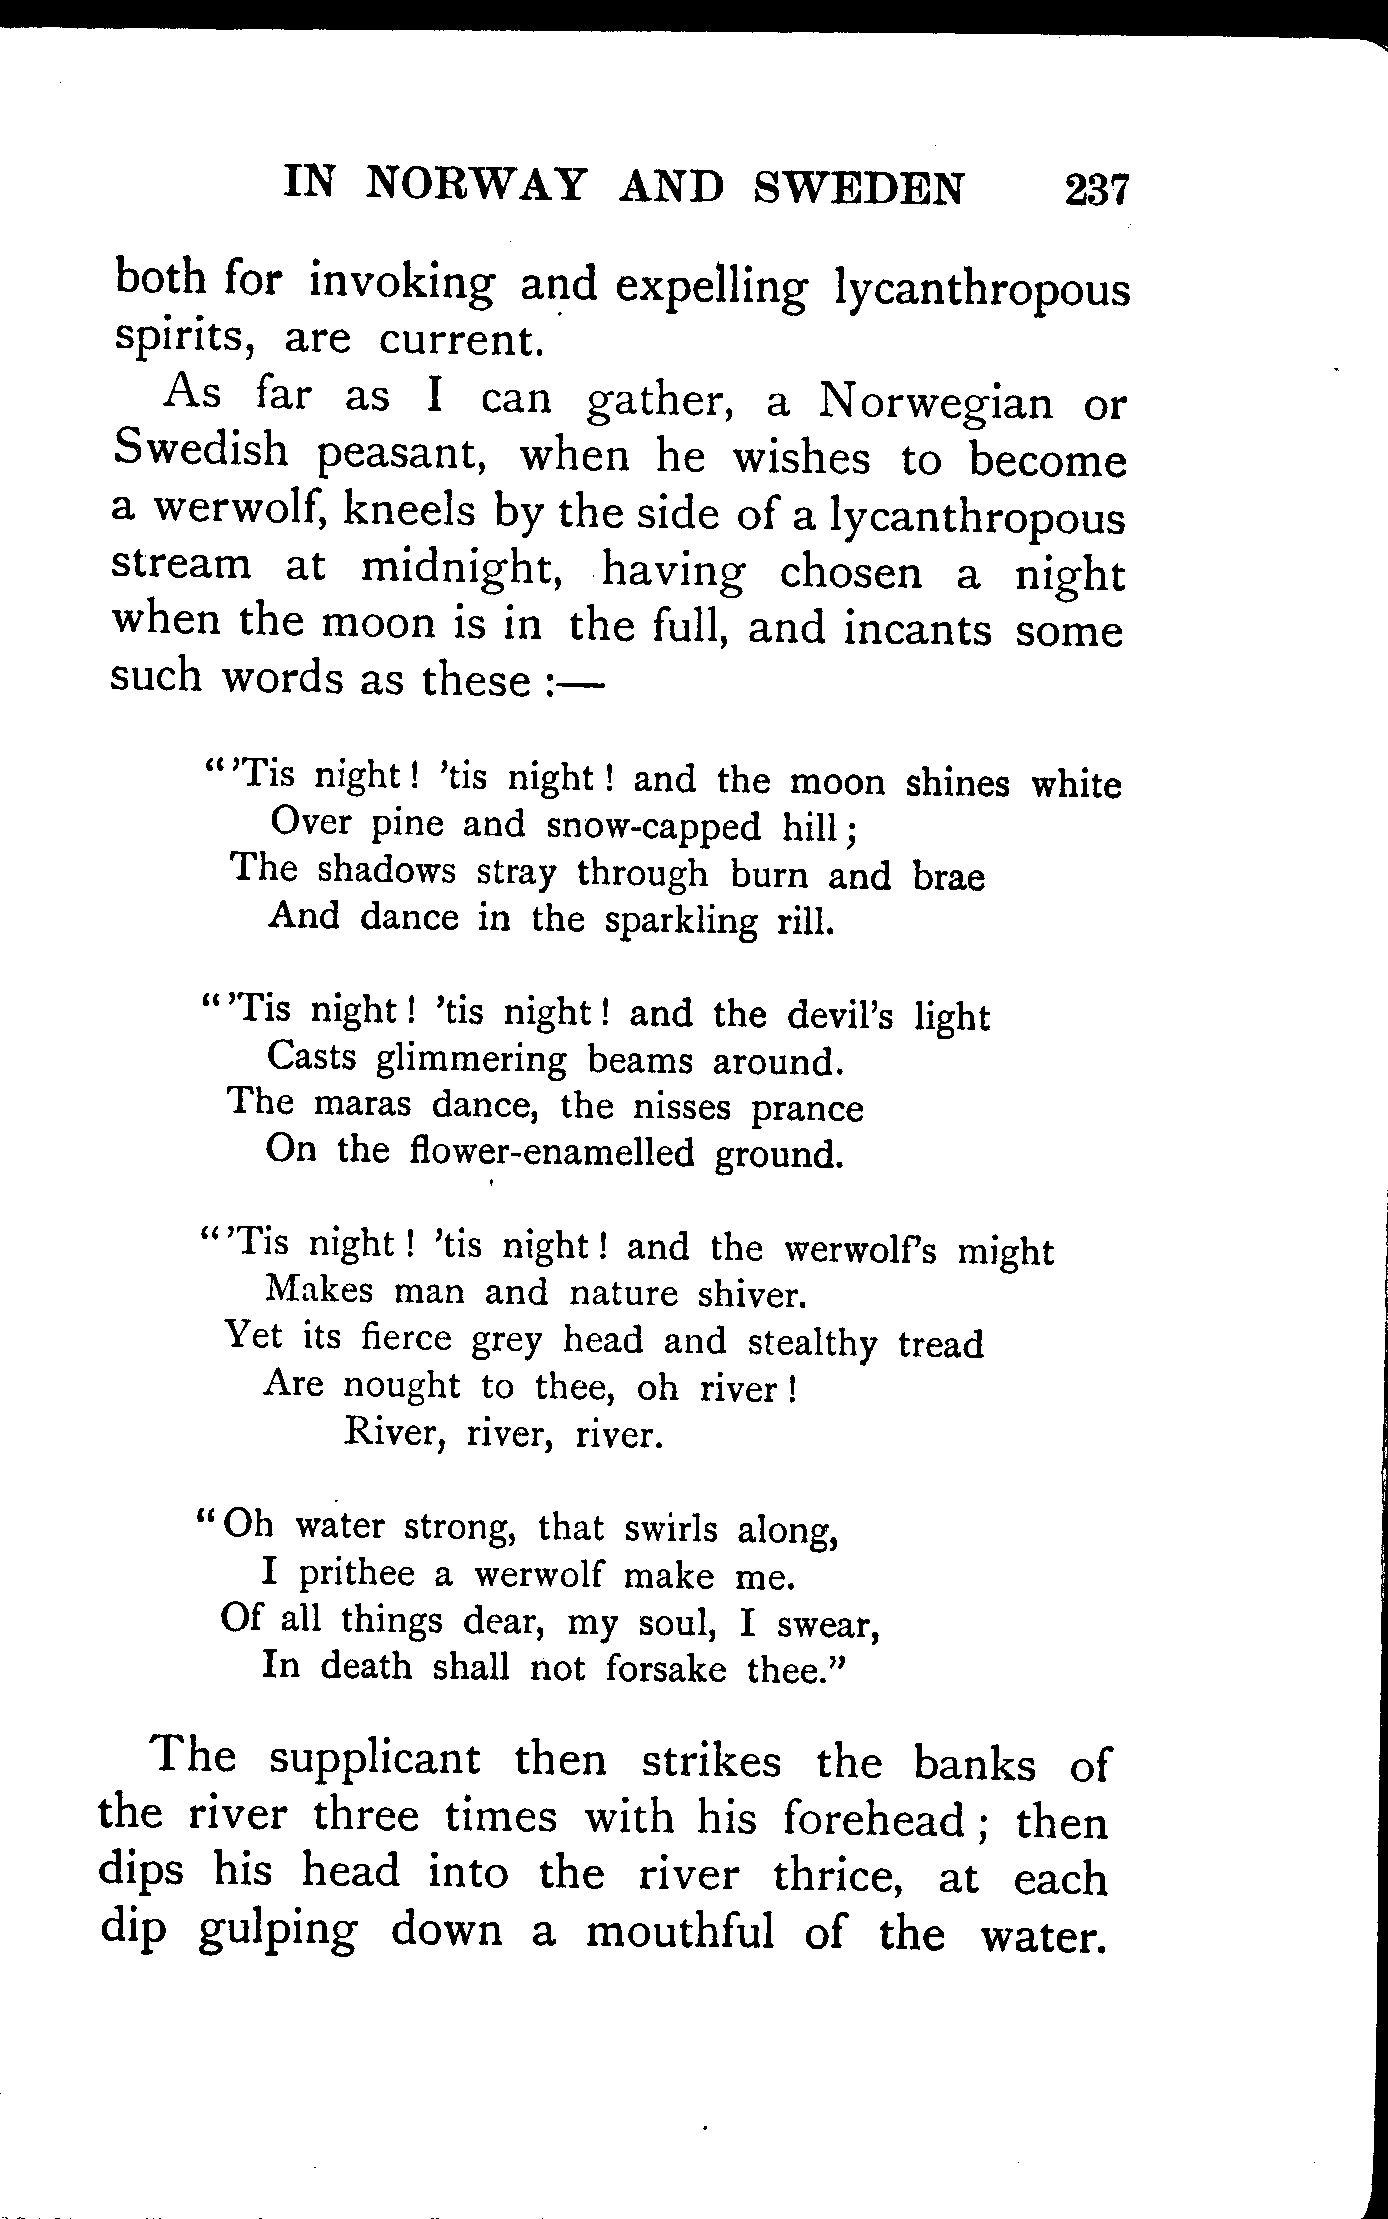 IN NORWAY AND SWEDEN 237
both for invoking and expelling lycanthropous
spirits, are current.
As far as I can gather, a Norwegian or
Swedish peasant, when he wishes to become
a werwolf, kneels by the side of a lycanthropous
stream at midnight, having chosen a night
when the moon is in the full, and incants some
such words as these :—
“’Tis night! ’tis night! and the moon shines white
Over pine and snow-capped hill;
The shadows stray through burn and brae
And dance in the sparkling rill.
“’Tis night! ’tis night! and the devil’s light
Casts glimmering beams around.
The maras dance, the nisses prance
On the flower-enamelled ground.
“’Tis night! ’tis night! and the werwolf’s might
Makes man and nature shiver.
Yet its fierce grey head and stealthy tread
Are nought to thee, oh river!
River, river, river.
“Oh water strong, that swirls along,
I prithee a werwolf make me.
Of all things dear, my soul, I swear,
In death shall not forsake thee.”
The supplicant then strikes the banks of
the river three times with his forehead; then
dips his head into the river thrice, at each
dip gulping down a mouthful of the water.